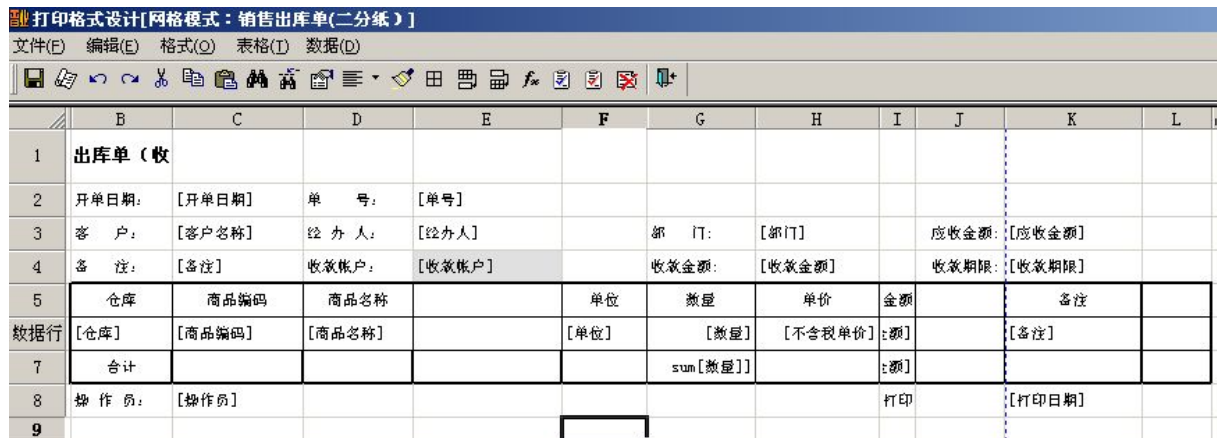 打印格式设计[网格模式：销售出库单(二分纸)]
文件(F) 编辑(E) 格式(O) 表格(T) 数据(D)
B C D E F G H I J K L
1 出库单（收
2 开单日期: [开单日期] 单 号: [单号]
3 客 户: [客户名称] 经 办 人: [经办人] 部 门: [部门] 应收金额: [应收金额]
4 备 注: [备注] 收款帐户: [收款帐户] 收款金额: [收款金额] 收款期限: [收款期限]
5 仓库 商品编码 商品名称 单位 数量 单价 金额 备注
数据行 [仓库] [商品编码] [商品名称] [单位] [数量] [不含税单价] 额] [备注]
7 合计 sum[数量]] 额]
8 操 作 员: [操作员] 打印 [打印日期]
9